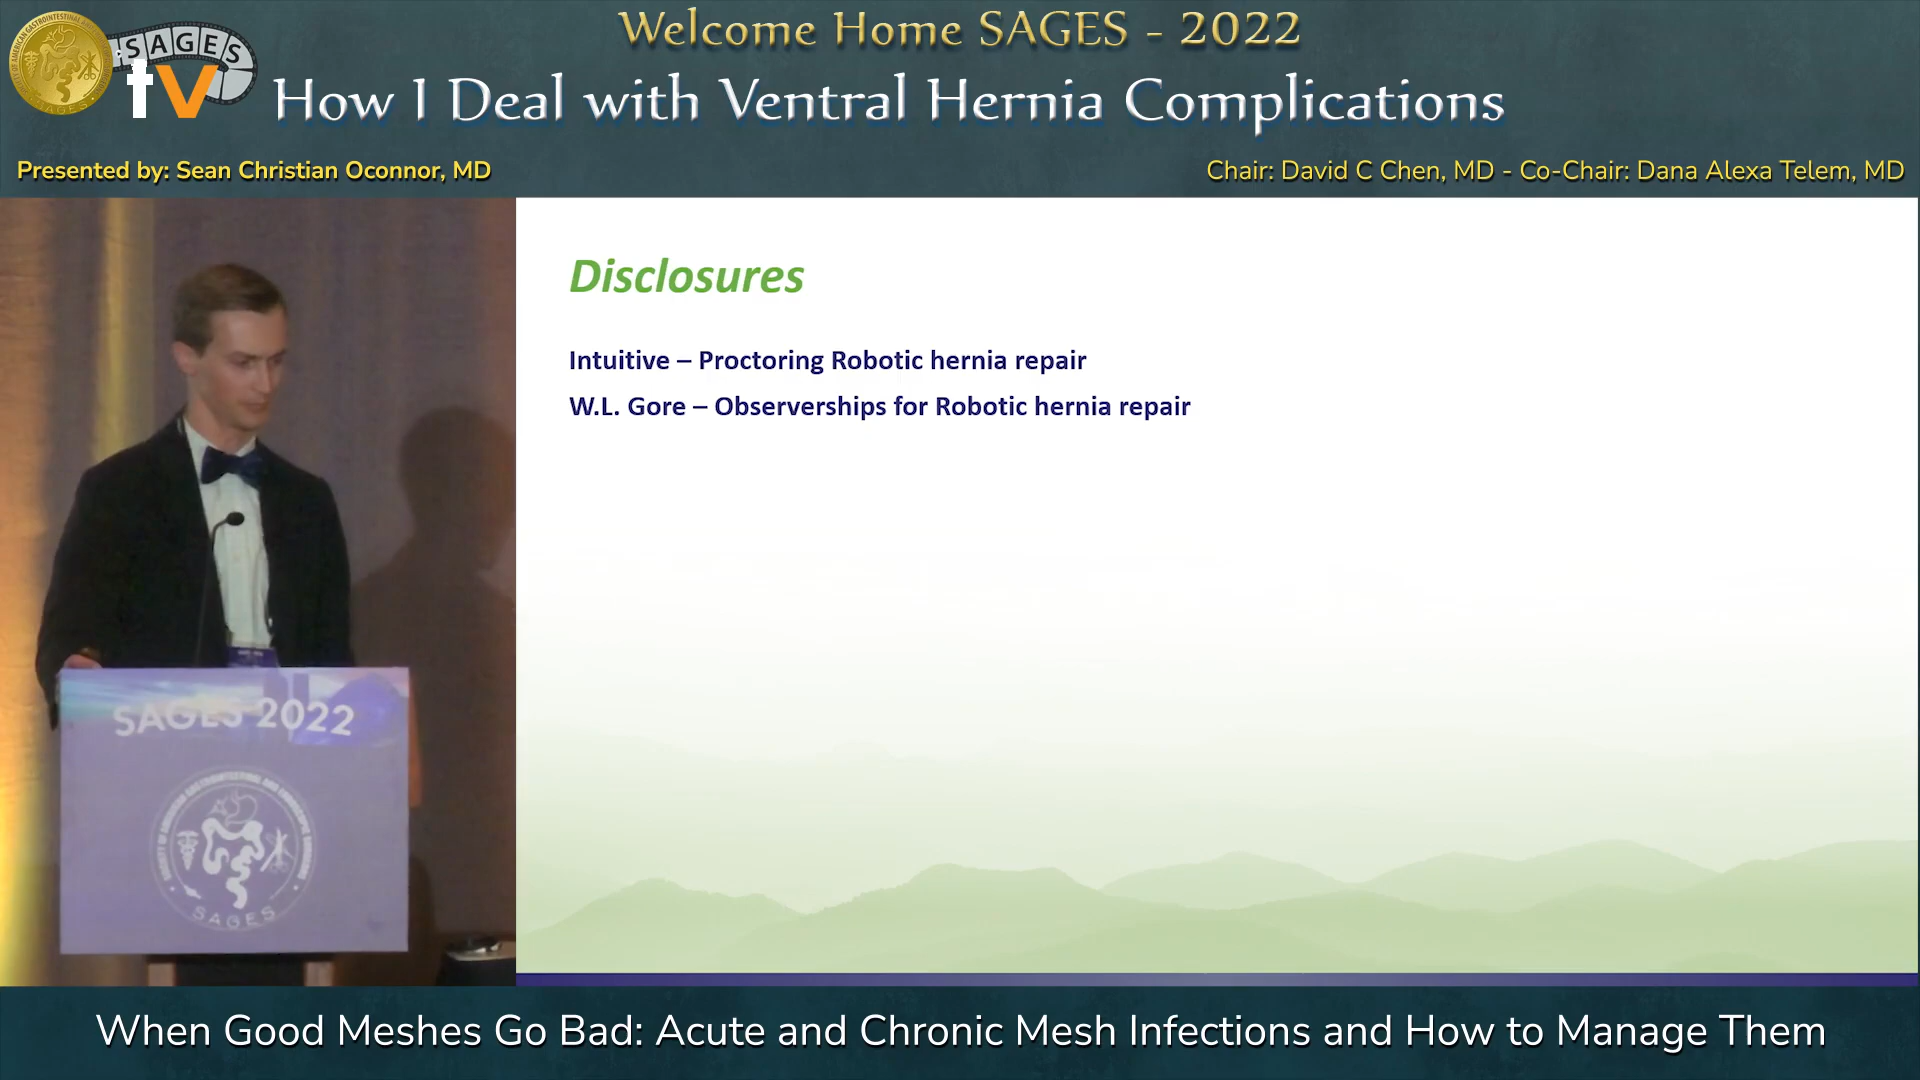 Welcome Home SAGES - 2022
SAGES
tv
How I Deal with Ventral Hernia Complications
Presented by: Sean Christian Oconnor, MD
Chair: David C Chen, MD - Co-Chair: Dana Alexa Telem, MD
Disclosures
Intuitive – Proctoring Robotic hernia repair
W.L. Gore – Observerships for Robotic hernia repair
SAGES 2022
SAGES
When Good Meshes Go Bad: Acute and Chronic Mesh Infections and How to Manage Them